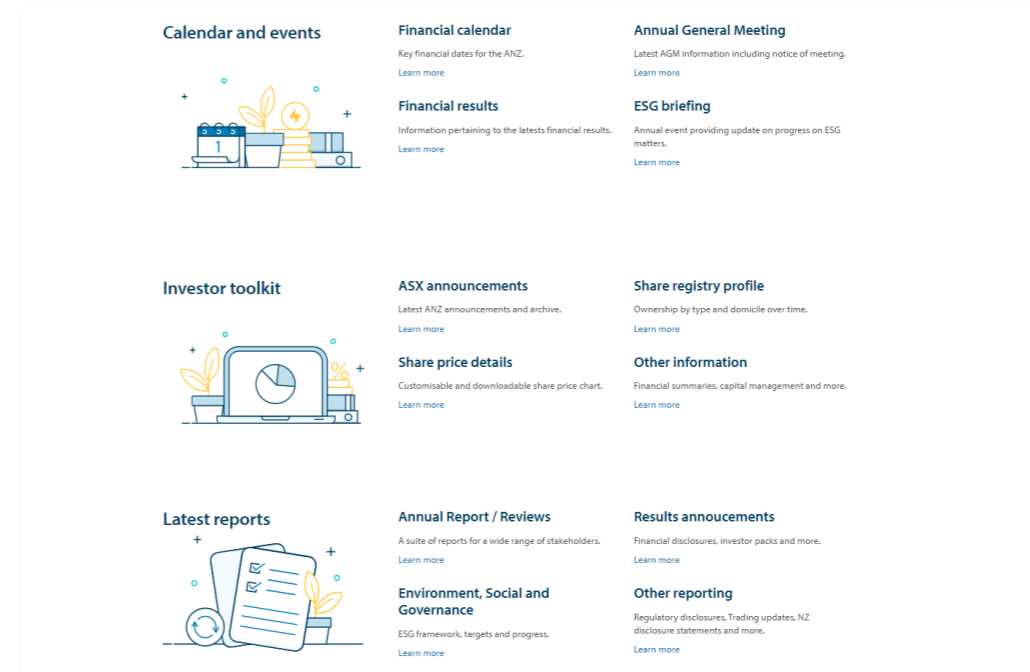 Calendar and events
Financial calendar
Key financial dates for the ANZ.
Learn more
Annual General Meeting
Latest AGM information including notice of meeting.
Learn more
1
Financial results
Information pertaining to the latests financial results.
Learn more
ESG briefing
Annual event providing update on progress on ESG
matters.
Learn more
Investor toolkit
ASX announcements
Latest ANZ announcements and archive.
Learn more
Share registry profile
Ownership by type and domicile over time.
Learn more
%
Share price details
Customisable and downloadable share price chart.
Learn more
Other information
Financial summaries, capital management and more.
Learn more
Latest reports
Annual Report / Reviews
A suite of reports for a wide range of stakeholders.
Learn more
Results annoucements
Financial disclosures, investor packs and more.
Learn more
Environment, Social and
Governance
ESG framework, targets and progress.
Learn more
Other reporting
Regulatory disclosures, Trading updates, NZ
disclosure statements and more.
Learn more